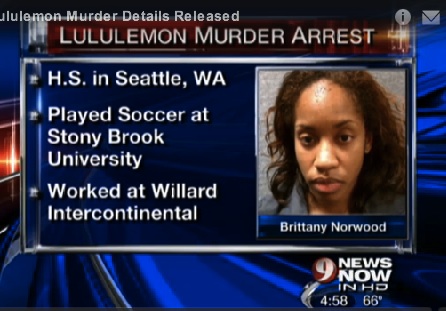 ululemon Murder Details Released
LULULEMON MURDER ARREST
H.S. in Seattle, WA
Played Soccer at
Stony Brook
University
Worked at Willard
Intercontinental
Brittany Norwood
9 NEWS
NOW
IN HD
4:58 66°